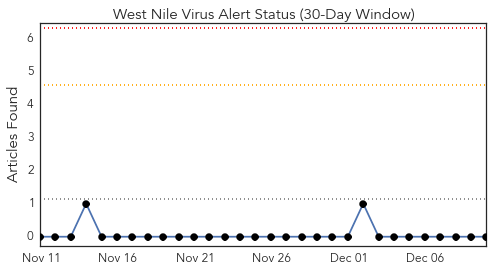 West Nile Virus Alert Status (30-Day Window)
Articles Found
6
5
4
3
2
1
0
Nov 11 Nov 16 Nov 21 Nov 26 Dec 01 Dec 06